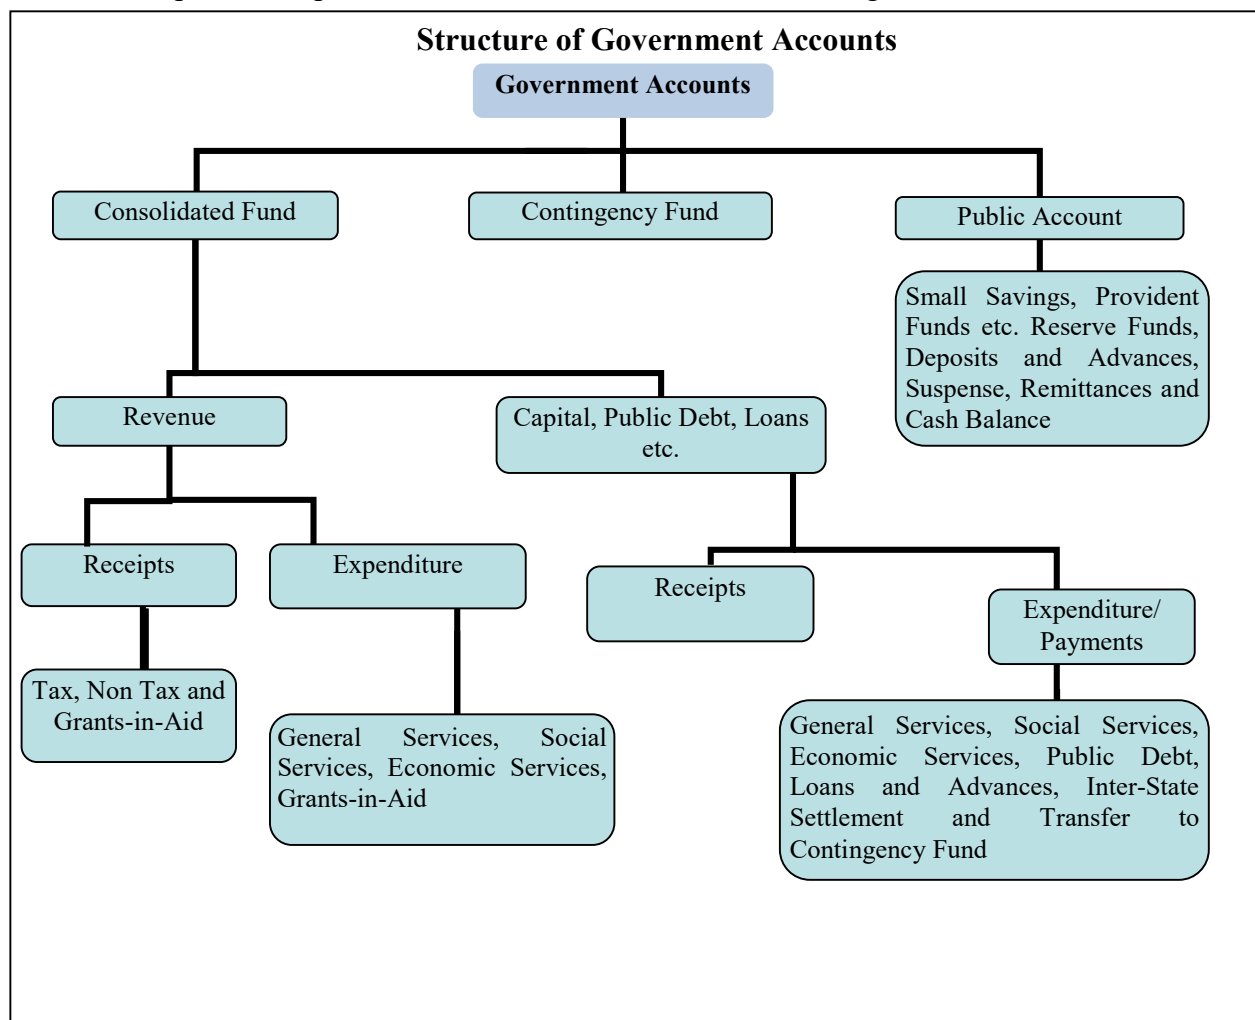 Structure of Government Accounts
Government Accounts
Consolidated Fund
Contingency Fund
Public Account
Small Savings, Provident
Funds etc. Reserve Funds,
Deposits and Advances,
Suspense, Remittances and
Cash Balance
Revenue
Capital, Public Debt, Loans
etc.
Receipts
Expenditure
Receipts
Expenditure/
Payments
Tax, Non Tax and
Grants-in-Aid
General Services, Social
Services, Economic Services,
Grants-in-Aid
General Services, Social Services,
Economic Services, Public Debt,
Loans and Advances, Inter-State
Settlement and Transfer to
Contingency Fund